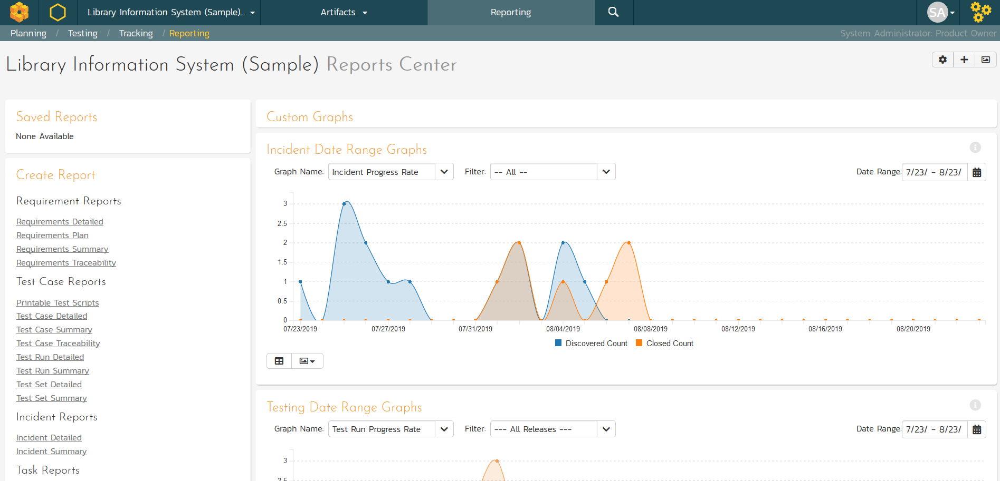 Library Information System (Sample)...
Artifacts
Reporting
SA
Planning / Testing / Tracking / Reporting
System Administrator: Product Owner
Library Information System (Sample) Reports Center
Saved Reports
None Available
Create Report
Requirement Reports
Requirements Detailed
Requirements Plan
Requirements Summary
Requirements Traceability
Test Case Reports
Printable Test Scripts
Test Case Detailed
Test Case Summary
Test Case Traceability
Test Run Detailed
Test Run Summary
Test Set Detailed
Test Set Summary
Incident Reports
Incident Detailed
Incident Summary
Task Reports
Custom Graphs
Incident Date Range Graphs
Graph Name: Incident Progress Rate Filter: -- All -- Date Range: 7/23/ - 8/23/
3
2.5
2
1.5
1
0.5
0
07/23/2019 07/27/2019 07/31/2019 08/04/2019 08/08/2019 08/12/2019 08/16/2019 08/20/2019
Discovered Count Closed Count
Testing Date Range Graphs
Graph Name: Test Run Progress Rate Filter: --- All Releases --- Date Range: 7/23/ - 8/23/
3
2.5